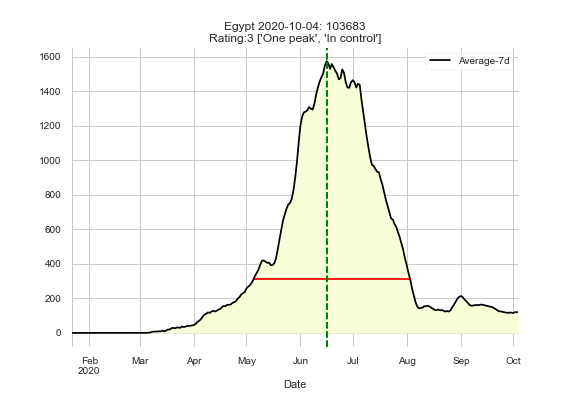 Egypt 2020-10-04: 103683
Rating:3 ['One peak', 'In control']
Average-7d
1600
1400
1200
1000
800
600
400
200
0
Feb Mar Apr May Jun Jul Aug Sep Oct
2020
Date